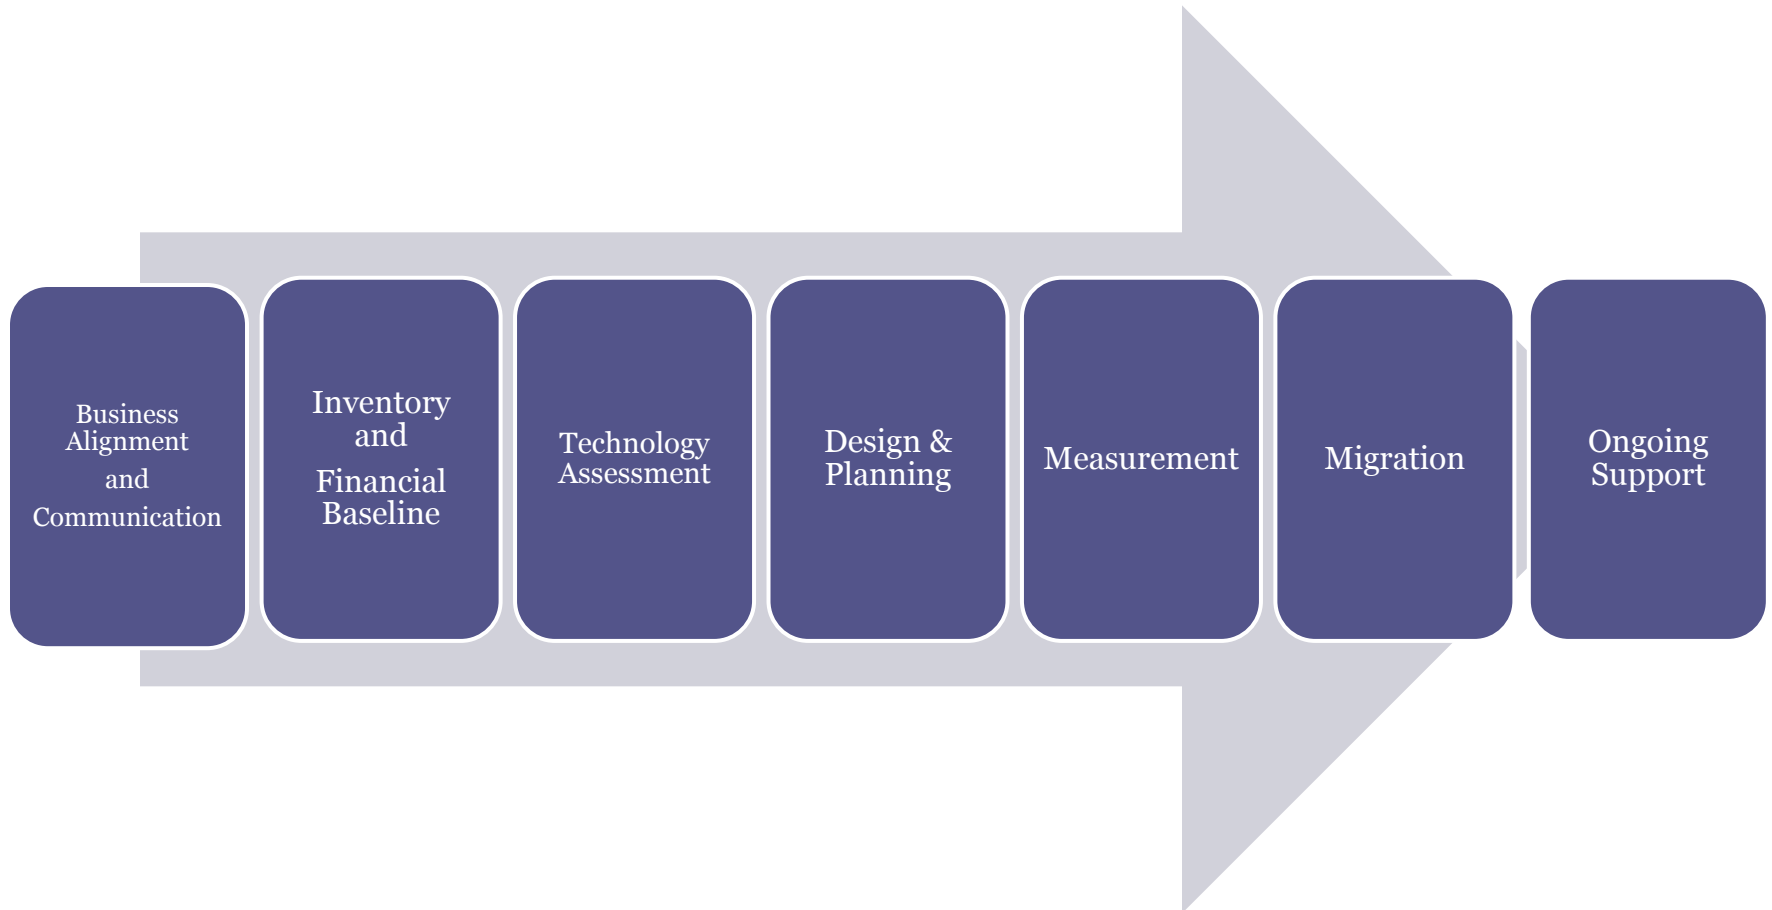 Business
Alignment
and
Communication
Inventory
and
Financial
Baseline
Technology
Assessment
Design &
Planning
Measurement
Migration
Ongoing
Support